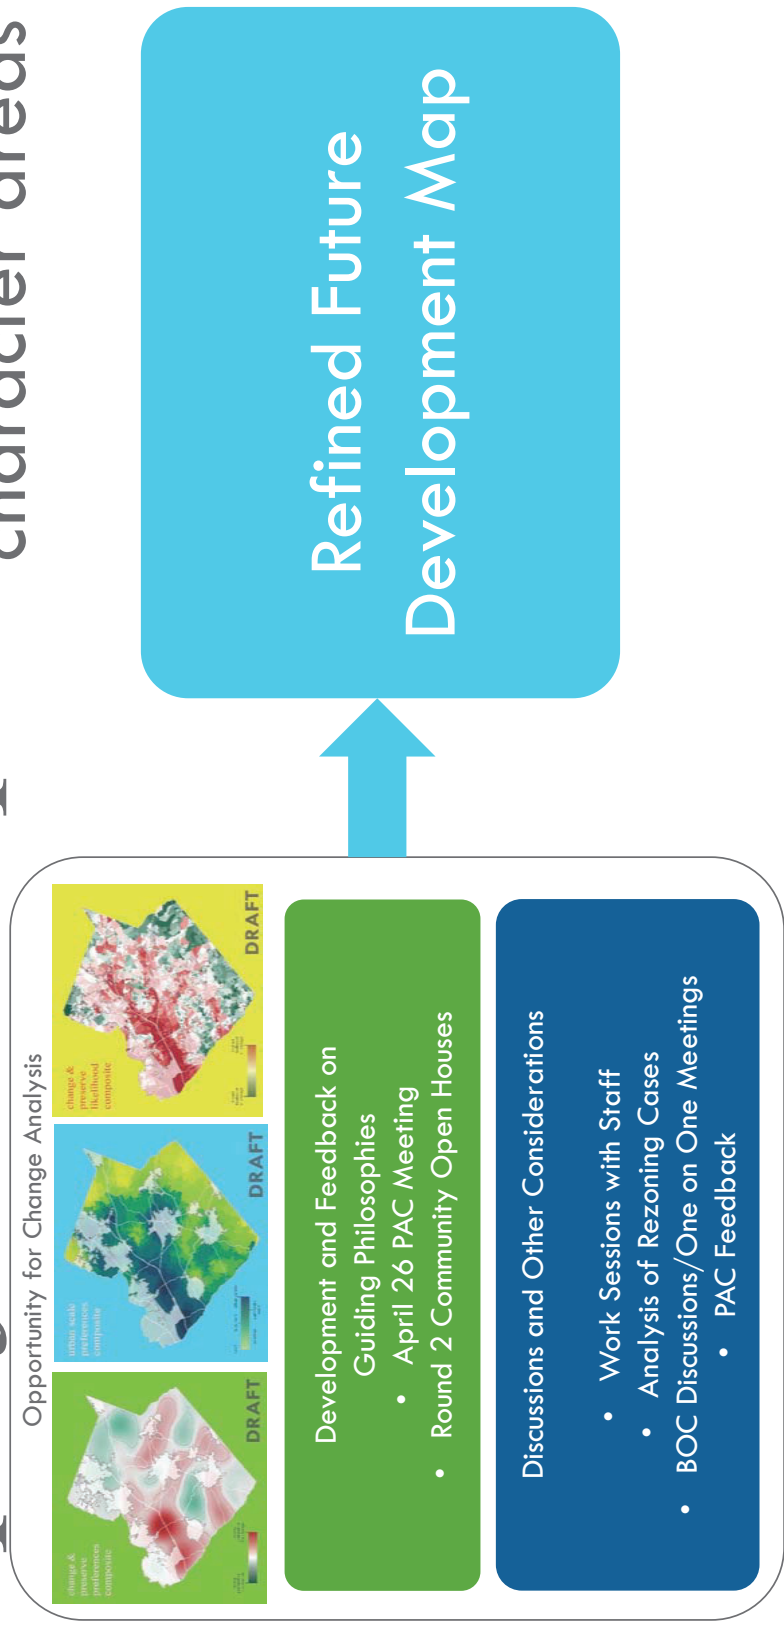 character areas
Opportunity for Change Analysis
change &
preserve
preferences
composite
DRAFT
urban scale
preferences
composite
DRAFT
change &
preserve
likelihood
composite
DRAFT
Development and Feedback on
Guiding Philosophies
• April 26 PAC Meeting
• Round 2 Community Open Houses
Discussions and Other Considerations
• Work Sessions with Staff
• Analysis of Rezoning Cases
• BOC Discussions/One on One Meetings
• PAC Feedback
Refined Future
Development Map